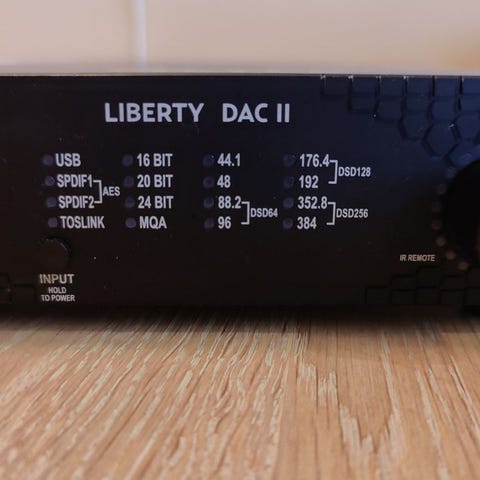 LIBERTY DAC II
USB 16 BIT 44.1 176.4
SPDIF1 20 BIT 48 192
AES DSD128
SPDIF2 24 BIT 88.2 352.8
DSD64 DSD256
TOSLINK MQA 96 384
IR REMOTE
INPUT
HOLD
TO POWER